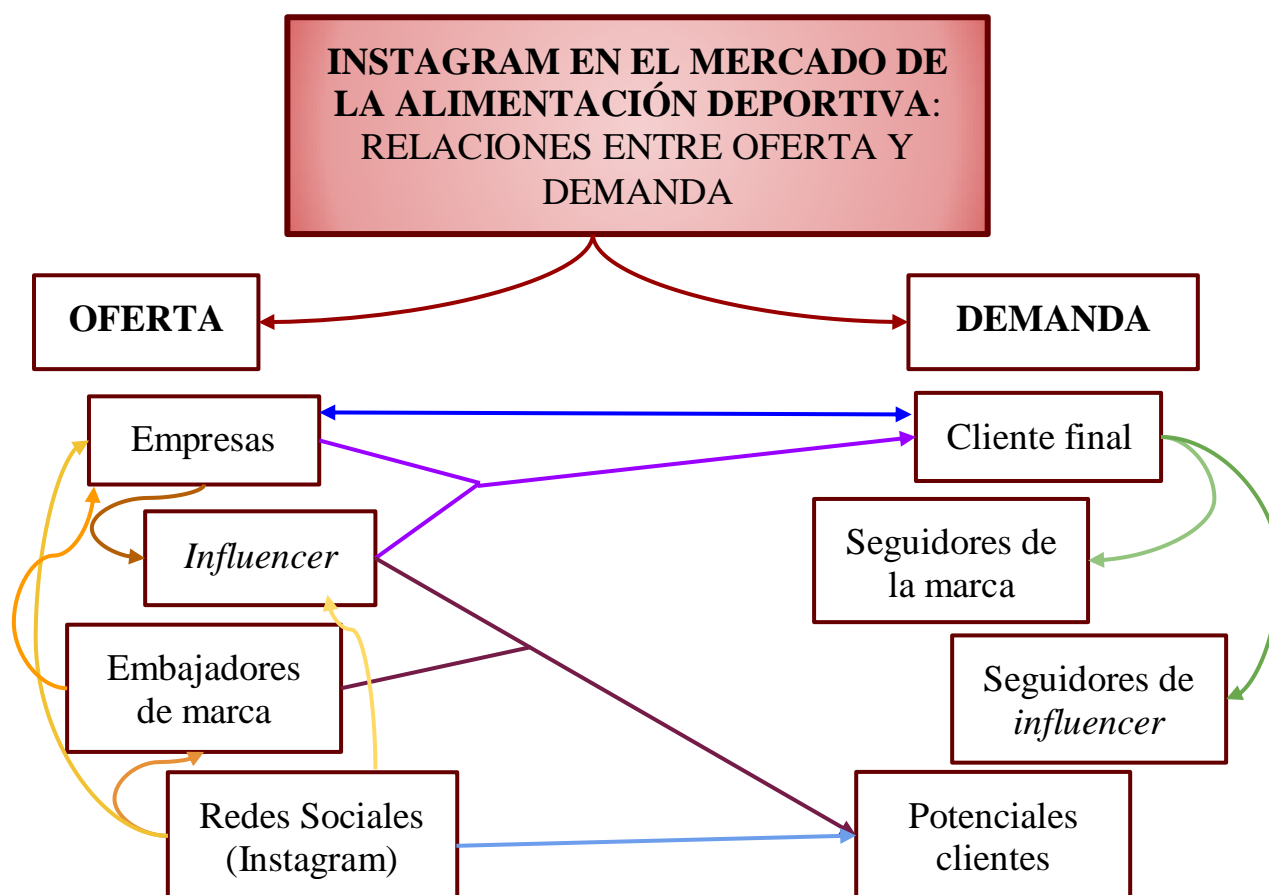 INSTAGRAM EN EL MERCADO DE
LA ALIMENTACIÓN DEPORTIVA:
RELACIONES ENTRE OFERTA Y
DEMANDA
OFERTA
DEMANDA
Empresas
Cliente final
Influencer
Seguidores de
la marca
Embajadores
de marca
Seguidores de
influencer
Redes Sociales
(Instagram)
Potenciales
clientes